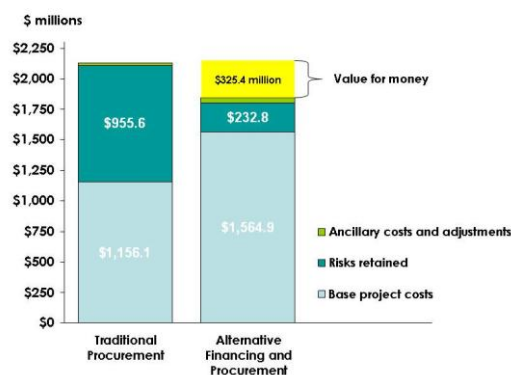 $ millions
$2,250
$2,000
$1,750
$1,500
$1,250
$1,000
$750
$500
$250
$0
$955.6
$1,156.1
$325.4 million
$232.8
$1,564.9
Value for money
Ancillary costs and adjustments
Risks retained
Base project costs
Traditional
Procurement
Alternative
Financing and
Procurement